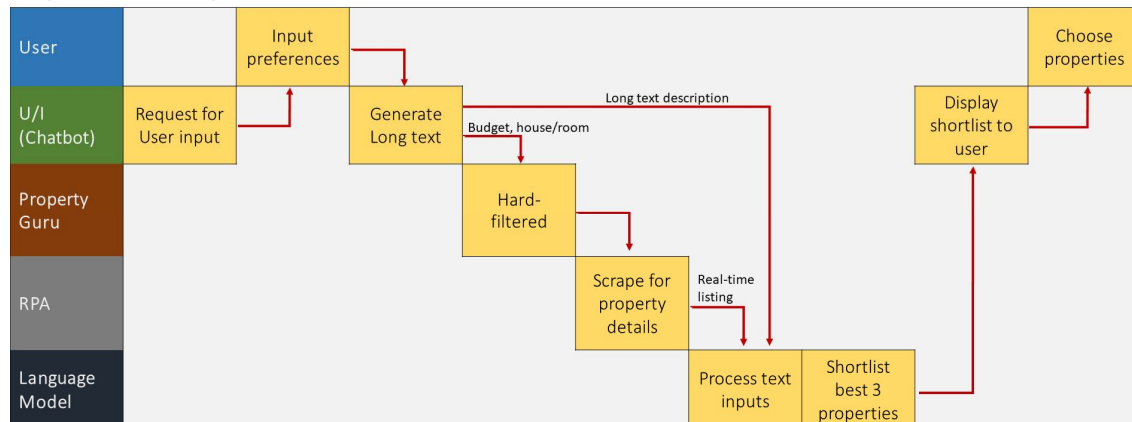 User
Input
preferences
Choose
properties
U/I
(Chatbot)
Request for
User input
Generate
Long text
Long text description
Budget, house/room
Display
shortlist to
user
Property
Guru
Hard-
filtered
RPA
Scrape for
property
details
Real-time
listing
Language
Model
Process text
inputs
Shortlist
best 3
properties